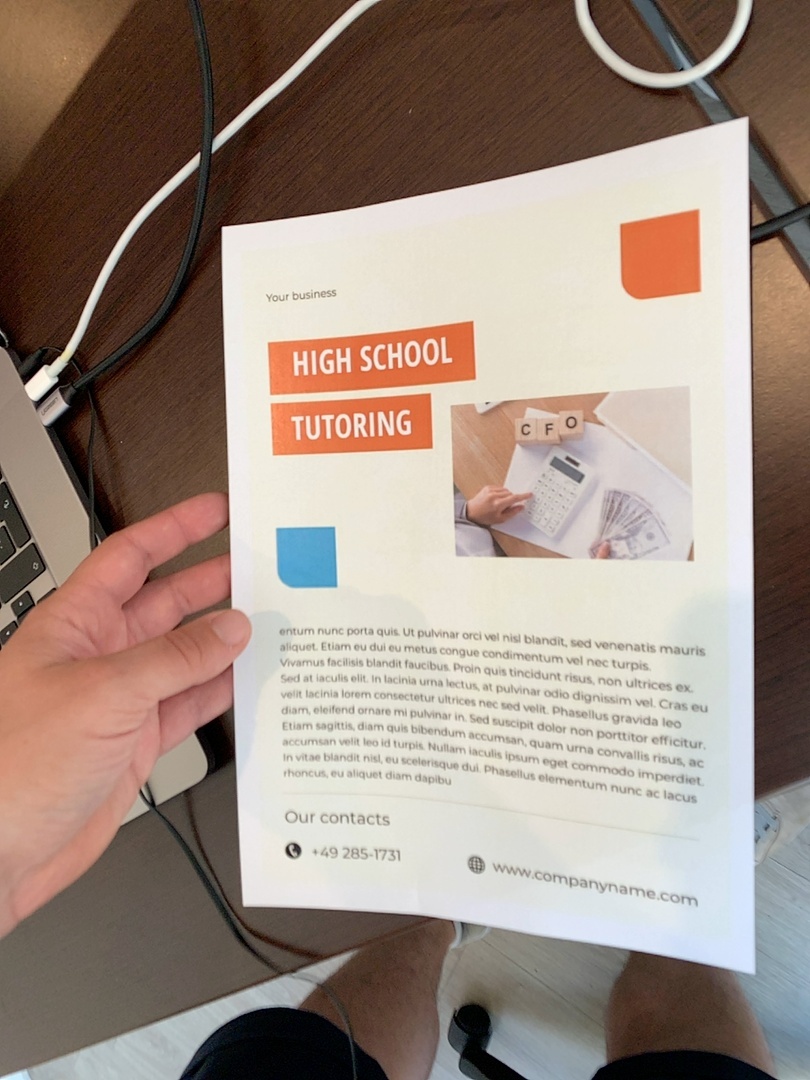 Your business
HIGH SCHOOL
TUTORING
C F O
entum nunc porta quis. Ut pulvinar orci vel nisl blandit, sed venenatis mauris
aliquet. Etiam eu dui eu metus congue condimentum vel nec turpis.
Vivamus facilisis blandit faucibus. Proin quis tincidunt risus, non ultrices ex.
Sed at iaculis elit. In lacinia urna lectus, at pulvinar odio dignissim vel. Cras eu
velit lacinia lorem consectetur ultrices nec sed velit. Phasellus gravida leo
diam, eleifend ornare mi pulvinar in. Sed suscipit dolor non porttitor efficitur.
Etiam sagittis, diam quis bibendum accumsan, quam urna convallis risus, ac
accumsan velit leo id turpis. Nullam iaculis ipsum eget commodo imperdiet.
In vitae blandit nisl, eu scelerisque dui. Phasellus elementum nunc ac lacus
rhoncus, eu aliquet diam dapibu
Our contacts
+49 285-1731
www.companyname.com